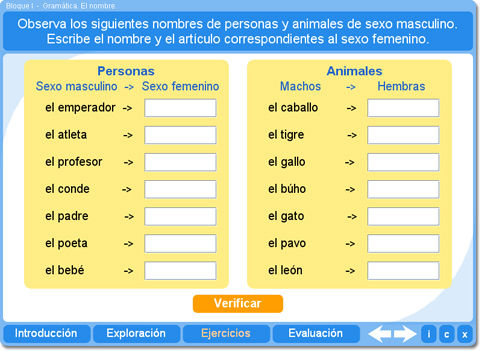 Bloque I - Gramática. El nombre.
Observa los siguientes nombres de personas y animales de sexo masculino.
Escribe el nombre y el artículo correspondientes al sexo femenino.
Personas
Sexo masculino -> Sexo femenino
el emperador ->
el atleta ->
el profesor ->
el conde ->
el padre ->
el poeta ->
el bebé ->
Animales
Machos -> Hembras
el caballo ->
el tigre ->
el gallo ->
el búho ->
el gato ->
el pavo ->
el león ->
Verificar
Introducción Exploración Ejercicios Evaluación i c x